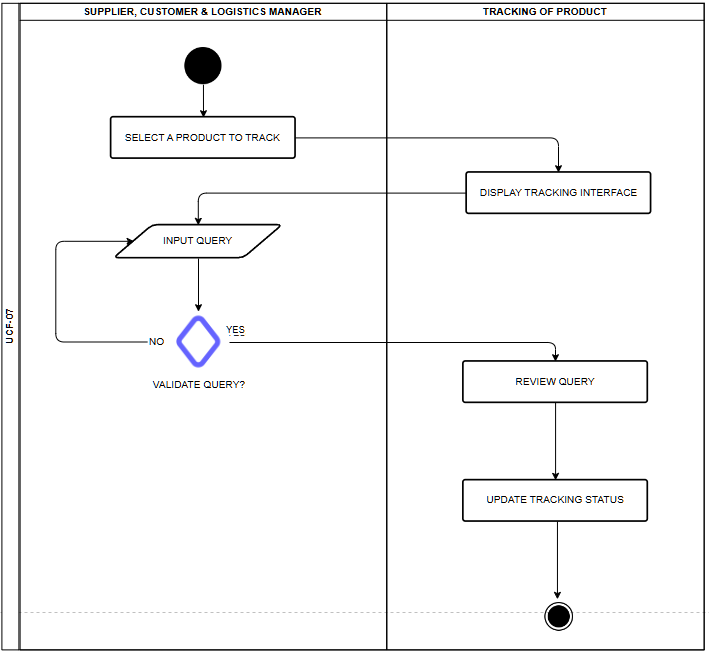 SUPPLIER, CUSTOMER & LOGISTICS MANAGER
TRACKING OF PRODUCT
SELECT A PRODUCT TO TRACK
DISPLAY TRACKING INTERFACE
INPUT QUERY
UCF-07
NO
YES
VALIDATE QUERY?
REVIEW QUERY
UPDATE TRACKING STATUS